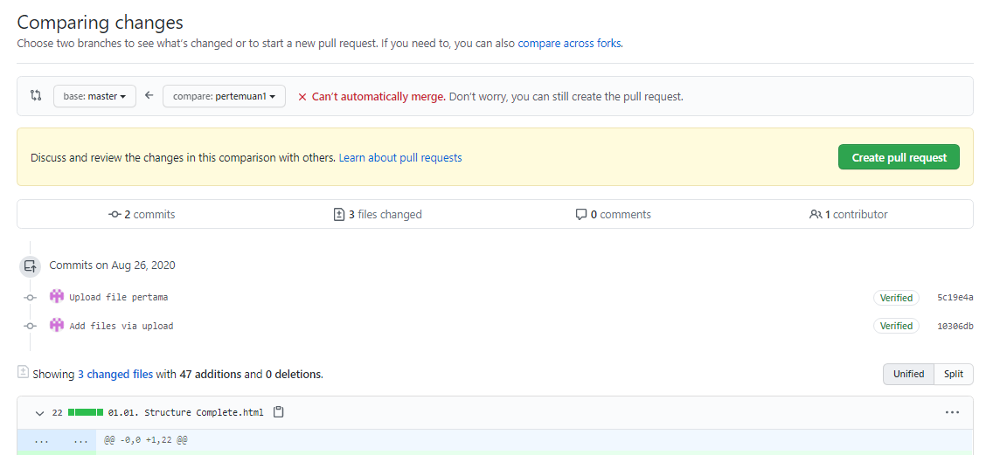 Comparing changes
Choose two branches to see what's changed or to start a new pull request. If you need to, you can also compare across forks.
base: master ← compare: pertemuan1 × Can't automatically merge. Don't worry, you can still create the pull request.
Discuss and review the changes in this comparison with others. Learn about pull requests Create pull request
2 commits 3 files changed 0 comments 1 contributor
Commits on Aug 26, 2020
Upload file pertama Verified 5c19e4a
Add files via upload Verified 10306db
Showing 3 changed files with 47 additions and 0 deletions. Unified Split
22 01.01. Structure Complete.html ...
... ... @@ -0,0 +1,22 @@